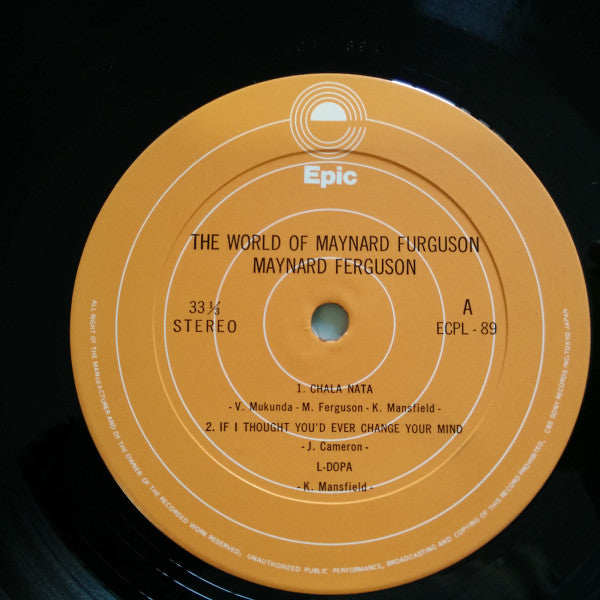 Epic
THE WORLD OF MAYNARD FURGUSON
MAYNARD FERGUSON
33 1/3
STEREO
A
ECPL - 89
1. CHALA NATA
- V. Mukunda - M. Ferguson - K. Mansfield -
2. IF I THOUGHT YOU'D EVER CHANGE YOUR MIND
- J. Cameron -
L-DOPA
- K. Mansfield -
ALL RIGHT OF THE MANUFACTURER AND OF THE OWNER OF THE RECORDED WORK RESERVED. UNAUTHORIZED PUBLIC PERFORMANCE, BROADCASTING AND COPYING OF THIS RECORD PROHIBITED. CBS SONY RECORDS INC. TOKYO JAPAN